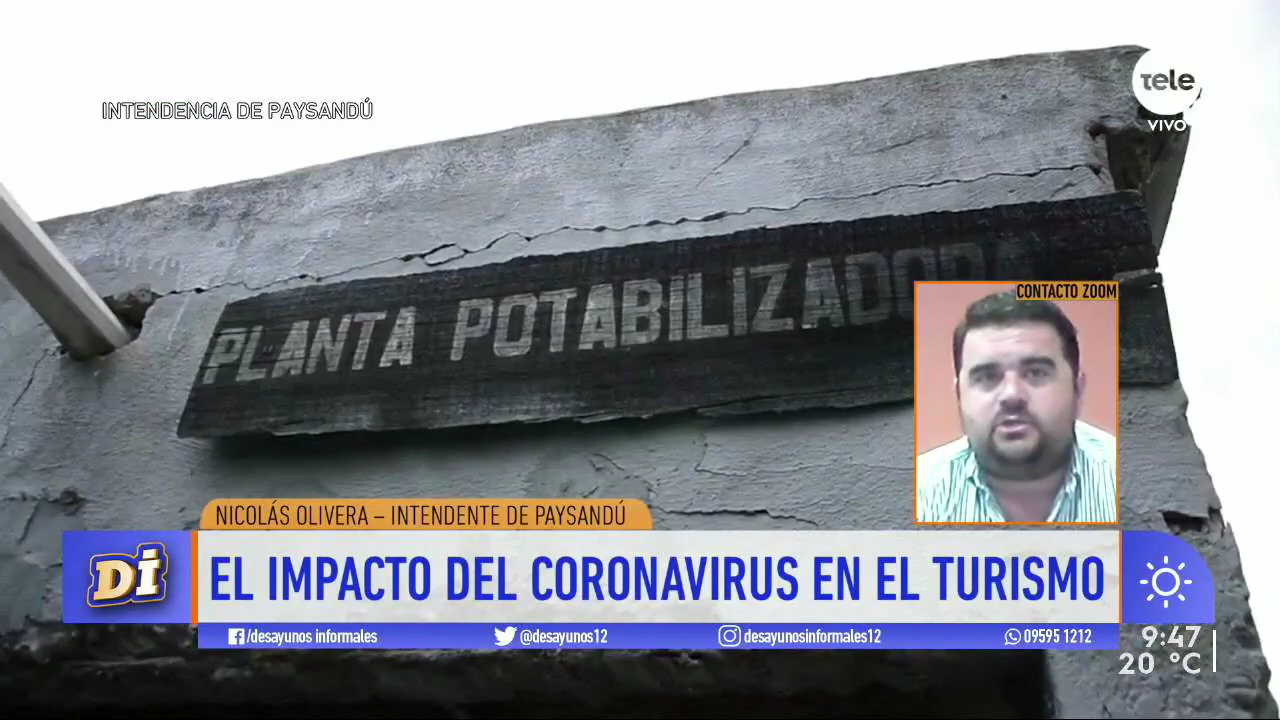 INTENDENCIA DE PAYSANDÚ
tele
VIVO
PLANTA POTABILIZADORA
CONTACTO ZOOM
NICOLÁS OLIVERA – INTENDENTE DE PAYSANDÚ
Di
EL IMPACTO DEL CORONAVIRUS EN EL TURISMO
/desayunos informales
@desayunos12
desayunosinformales12
09595 1212
9:47
20 °C